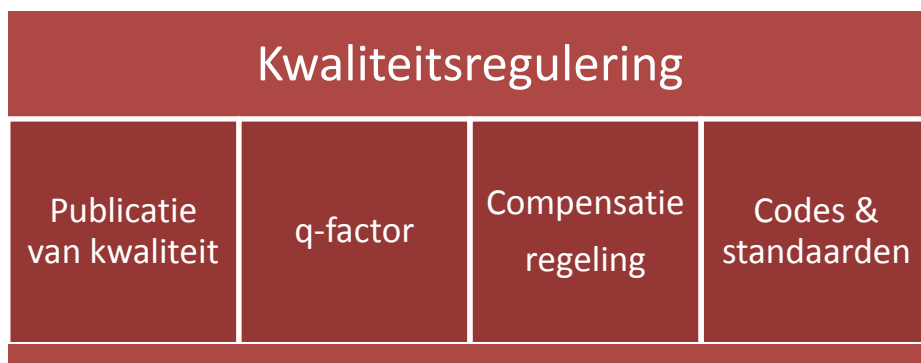 Kwaliteitsregulering
Publicatie
van kwaliteit
q-factor
Compensatie
regeling
Codes &
standaarden